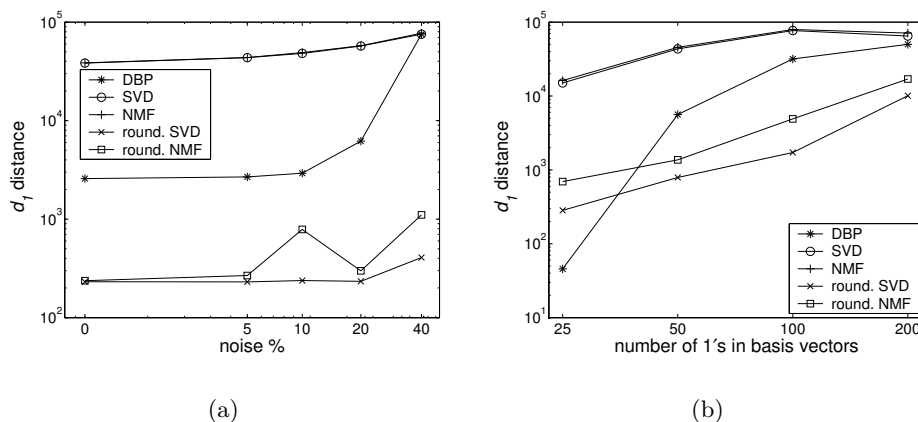 10^5
10^4
10^3
10^2
d_1 distance
DBP
SVD
NMF
round. SVD
round. NMF
0
5
10
20
40
noise %
(a)
10^5
10^4
10^3
10^2
10^1
d_1 distance
DBP
SVD
NMF
round. SVD
round. NMF
25
50
100
200
number of 1's in basis vectors
(b)